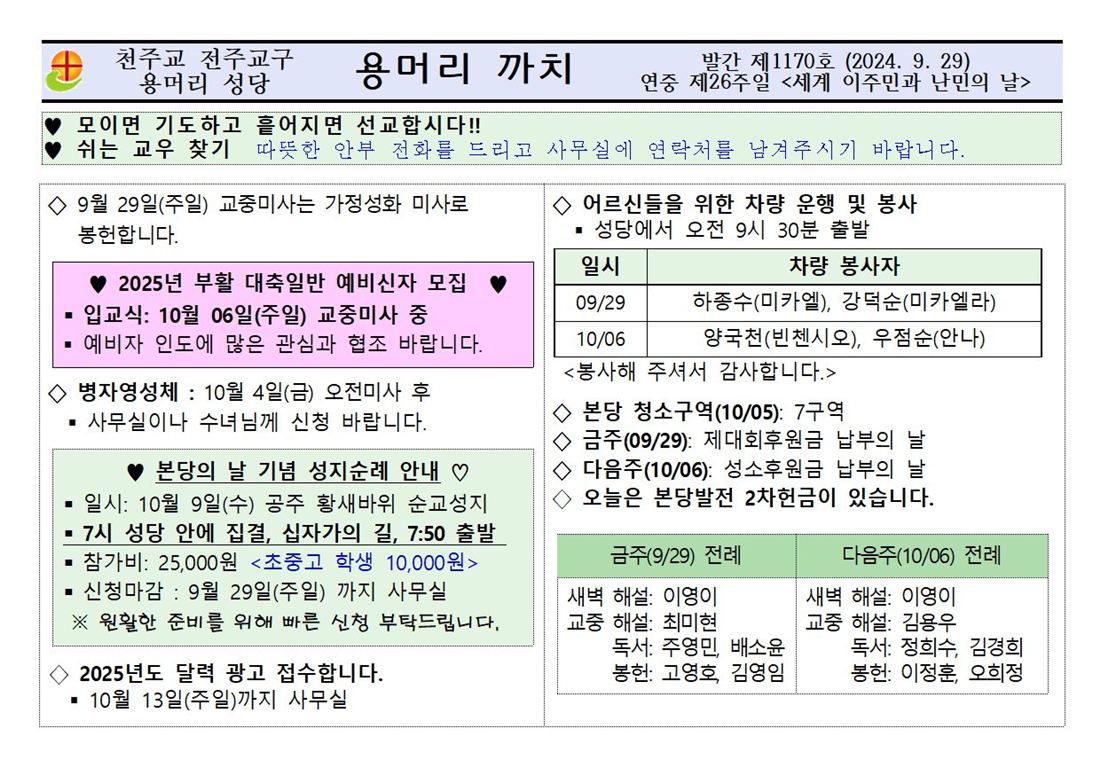 천주교 전주교구
용머리 성당
용머리 까치
발간 제1170호 (2024. 9. 29)
연중 제26주일 <세계 이주민과 난민의 날>
♥ 모이면 기도하고 흩어지면 선교합시다!!
♥ 쉬는 교우 찾기 따뜻한 안부 전화를 드리고 사무실에 연락처를 남겨주시기 바랍니다.
◇ 9월 29일(주일) 교중미사는 가정성화 미사로
봉헌합니다.
♥ 2025년 부활 대축일반 예비신자 모집 ♥
▪ 입교식: 10월 06일(주일) 교중미사 중
▪ 예비자 인도에 많은 관심과 협조 바랍니다.
◇ 병자영성체 : 10월 4일(금) 오전미사 후
▪ 사무실이나 수녀님께 신청 바랍니다.
♥ 본당의 날 기념 성지순례 안내 ♡
▪ 일시: 10월 9일(수) 공주 황새바위 순교성지
▪ 7시 성당 안에 집결, 십자가의 길, 7:50 출발
▪ 참가비: 25,000원 <초중고 학생 10,000원>
▪ 신청마감 : 9월 29일(주일) 까지 사무실
※ 원활한 준비를 위해 빠른 신청 부탁드립니다.
◇ 2025년도 달력 광고 접수합니다.
▪ 10월 13일(주일)까지 사무실
◇ 어르신들을 위한 차량 운행 및 봉사
▪ 성당에서 오전 9시 30분 출발
일시 차량 봉사자
09/29 하종수(미카엘), 강덕순(미카엘라)
10/06 양국천(빈첸시오), 우점순(안나)
<봉사해 주셔서 감사합니다.>
◇ 본당 청소구역(10/05): 7구역
◇ 금주(09/29): 제대회후원금 납부의 날
◇ 다음주(10/06): 성소후원금 납부의 날
◇ 오늘은 본당발전 2차헌금이 있습니다.
금주(9/29) 전례 다음주(10/06) 전례
새벽 해설: 이영이 새벽 해설: 이영이
교중 해설: 최미현 교중 해설: 김용우
독서: 주영민, 배소윤 독서: 정희수, 김경희
봉헌: 고영호, 김영임 봉헌: 이정훈, 오희정